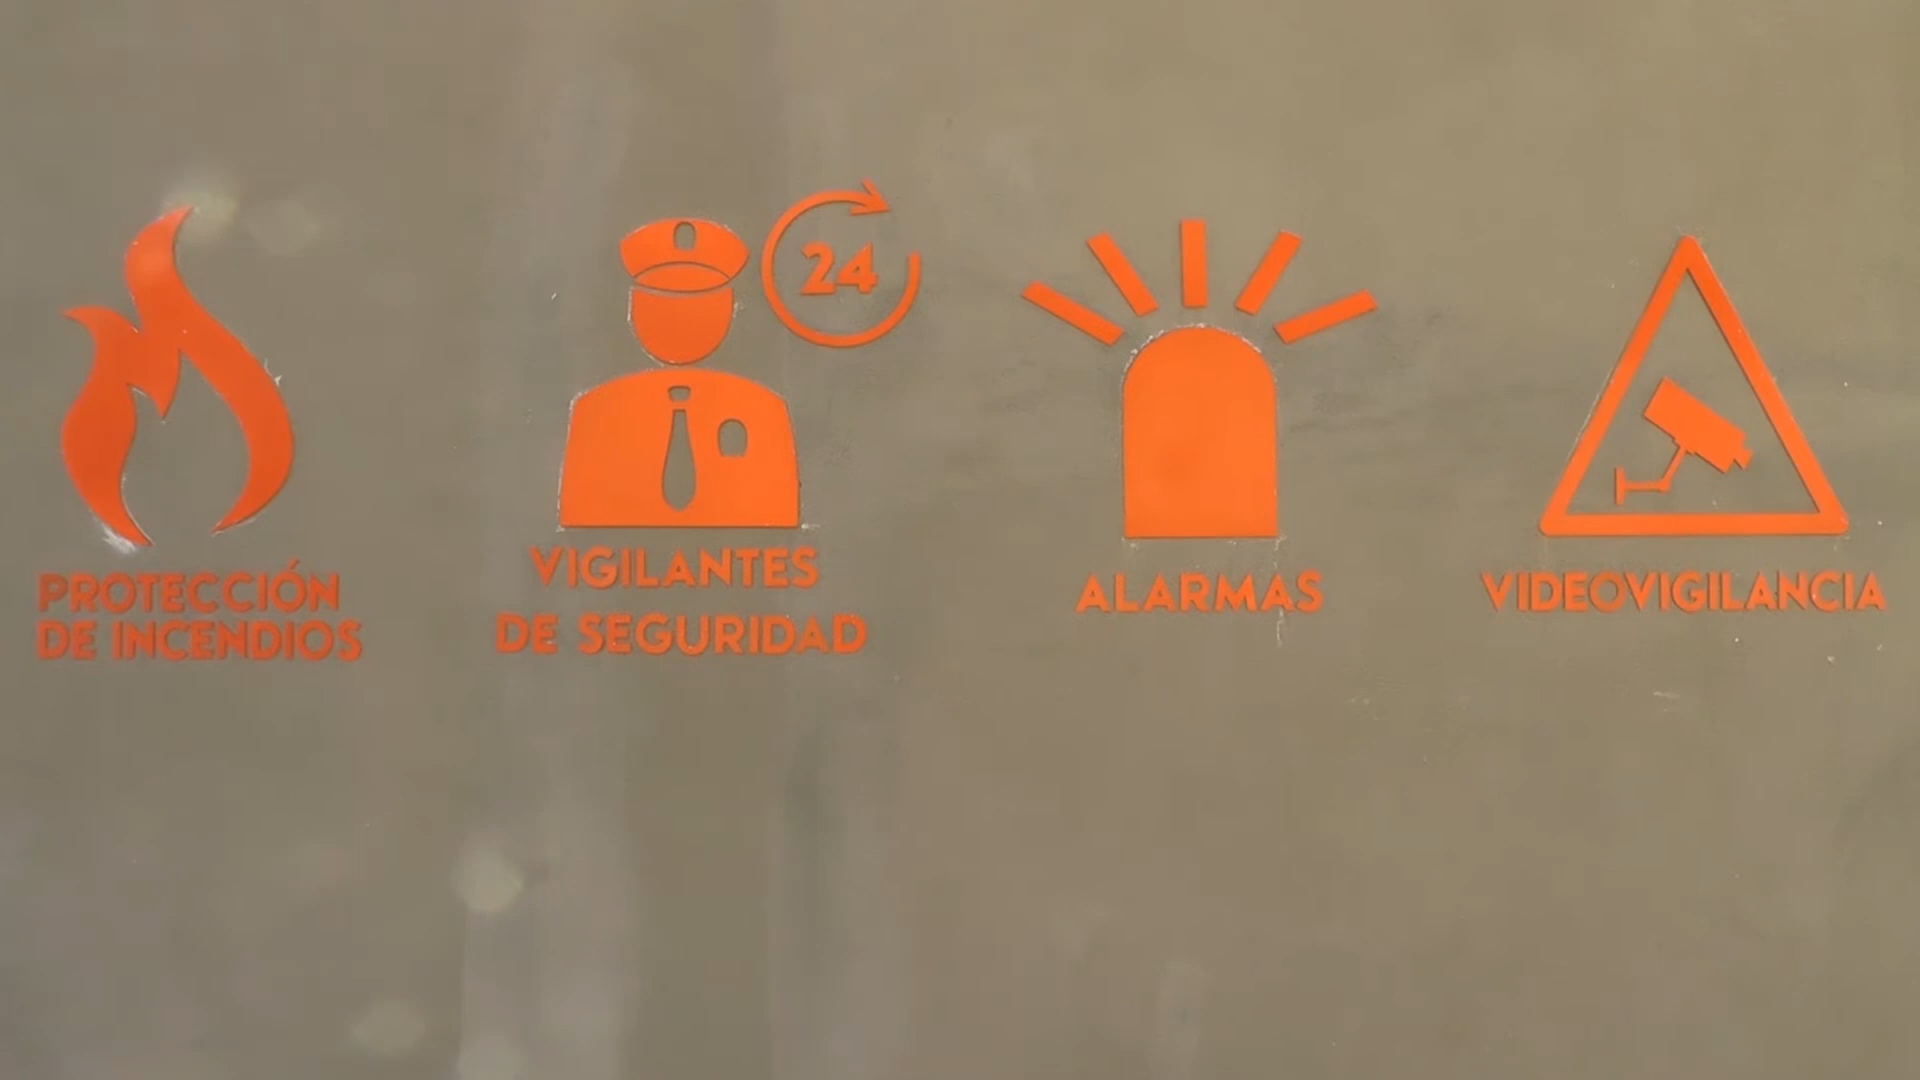 24
PROTECCIÓN
DE INCENDIOS
VIGILANTES
DE SEGURIDAD
ALARMAS
VIDEOVIGILANCIA